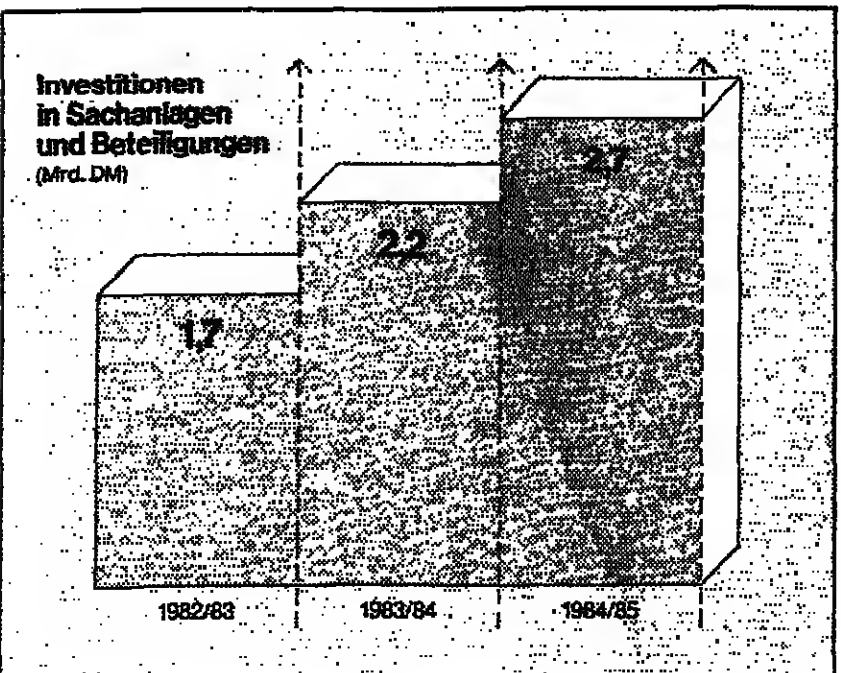 Investitionen
in Sachanlagen
und Beteiligungen
(Mrd. DM)
2,7
2,2
1,7
1982/83 1983/84 1984/85